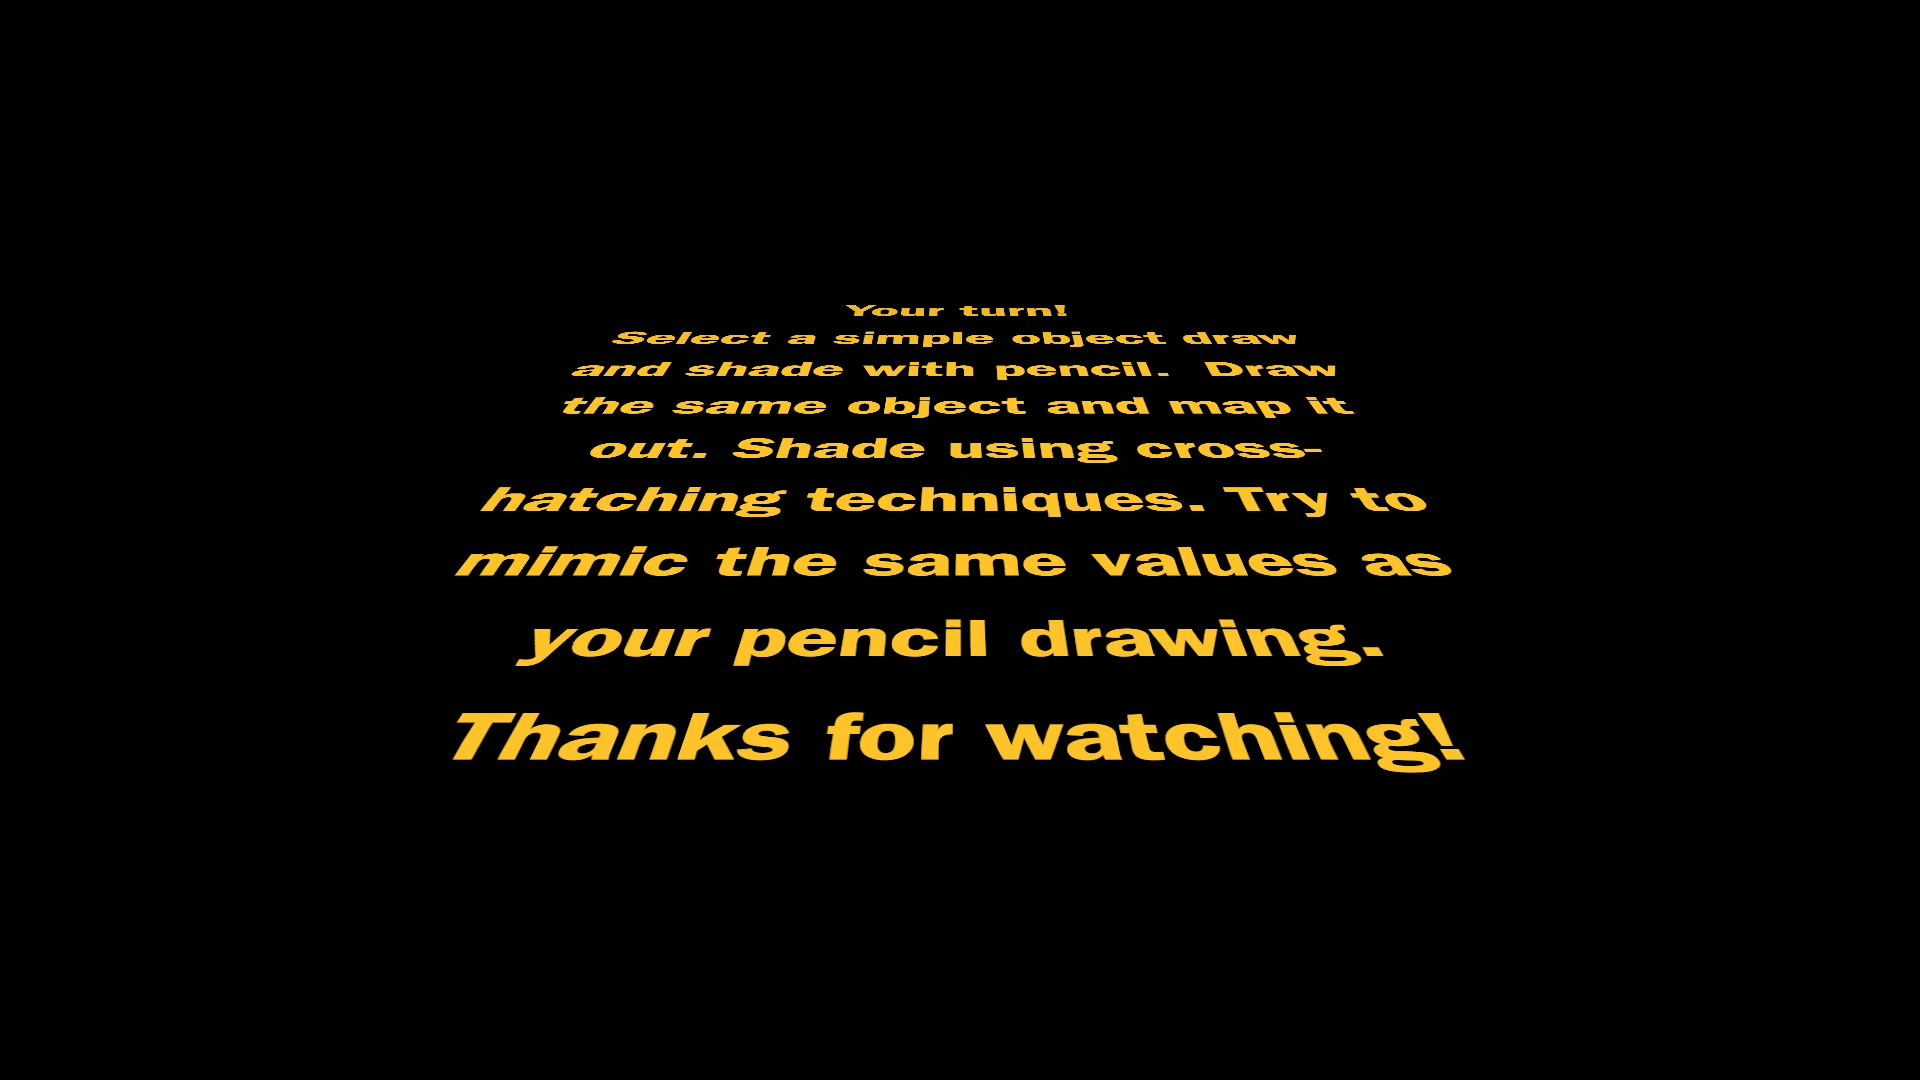 Your turn!
Select a simple object draw
and shade with pencil.  Draw
the same object and map it
out. Shade using cross-
hatching techniques. Try to
mimic the same values as
your pencil drawing.
Thanks for watching!